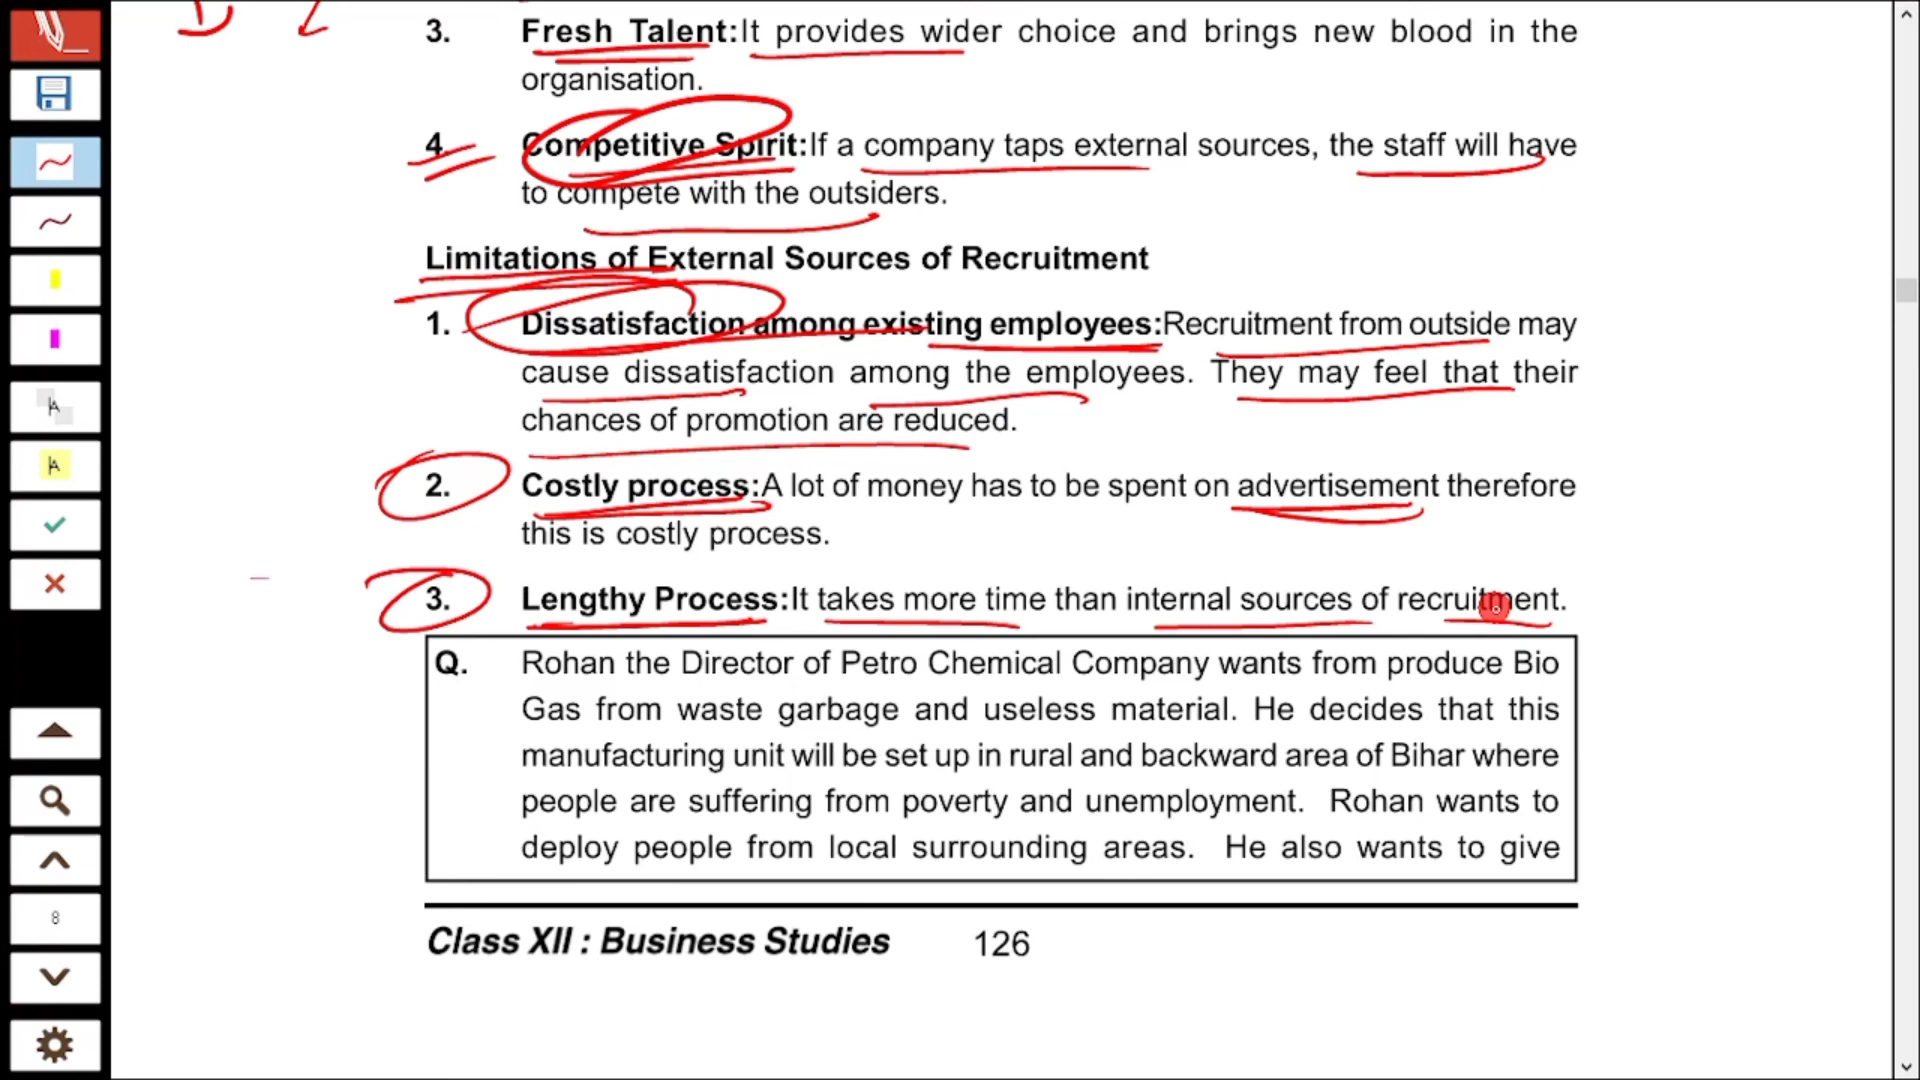 3. Fresh Talent:It provides wider choice and brings new blood in the
organisation.
4. Competitive Spirit:If a company taps external sources, the staff will have
to compete with the outsiders.
Limitations of External Sources of Recruitment
1. Dissatisfaction among existing employees:Recruitment from outside may
cause dissatisfaction among the employees. They may feel that their
chances of promotion are reduced.
2. Costly process:A lot of money has to be spent on advertisement therefore
this is costly process.
3. Lengthy Process:It takes more time than internal sources of recruitment.
Q. Rohan the Director of Petro Chemical Company wants from produce Bio
Gas from waste garbage and useless material. He decides that this
manufacturing unit will be set up in rural and backward area of Bihar where
people are suffering from poverty and unemployment. Rohan wants to
deploy people from local surrounding areas. He also wants to give
8
Class XII : Business Studies 126